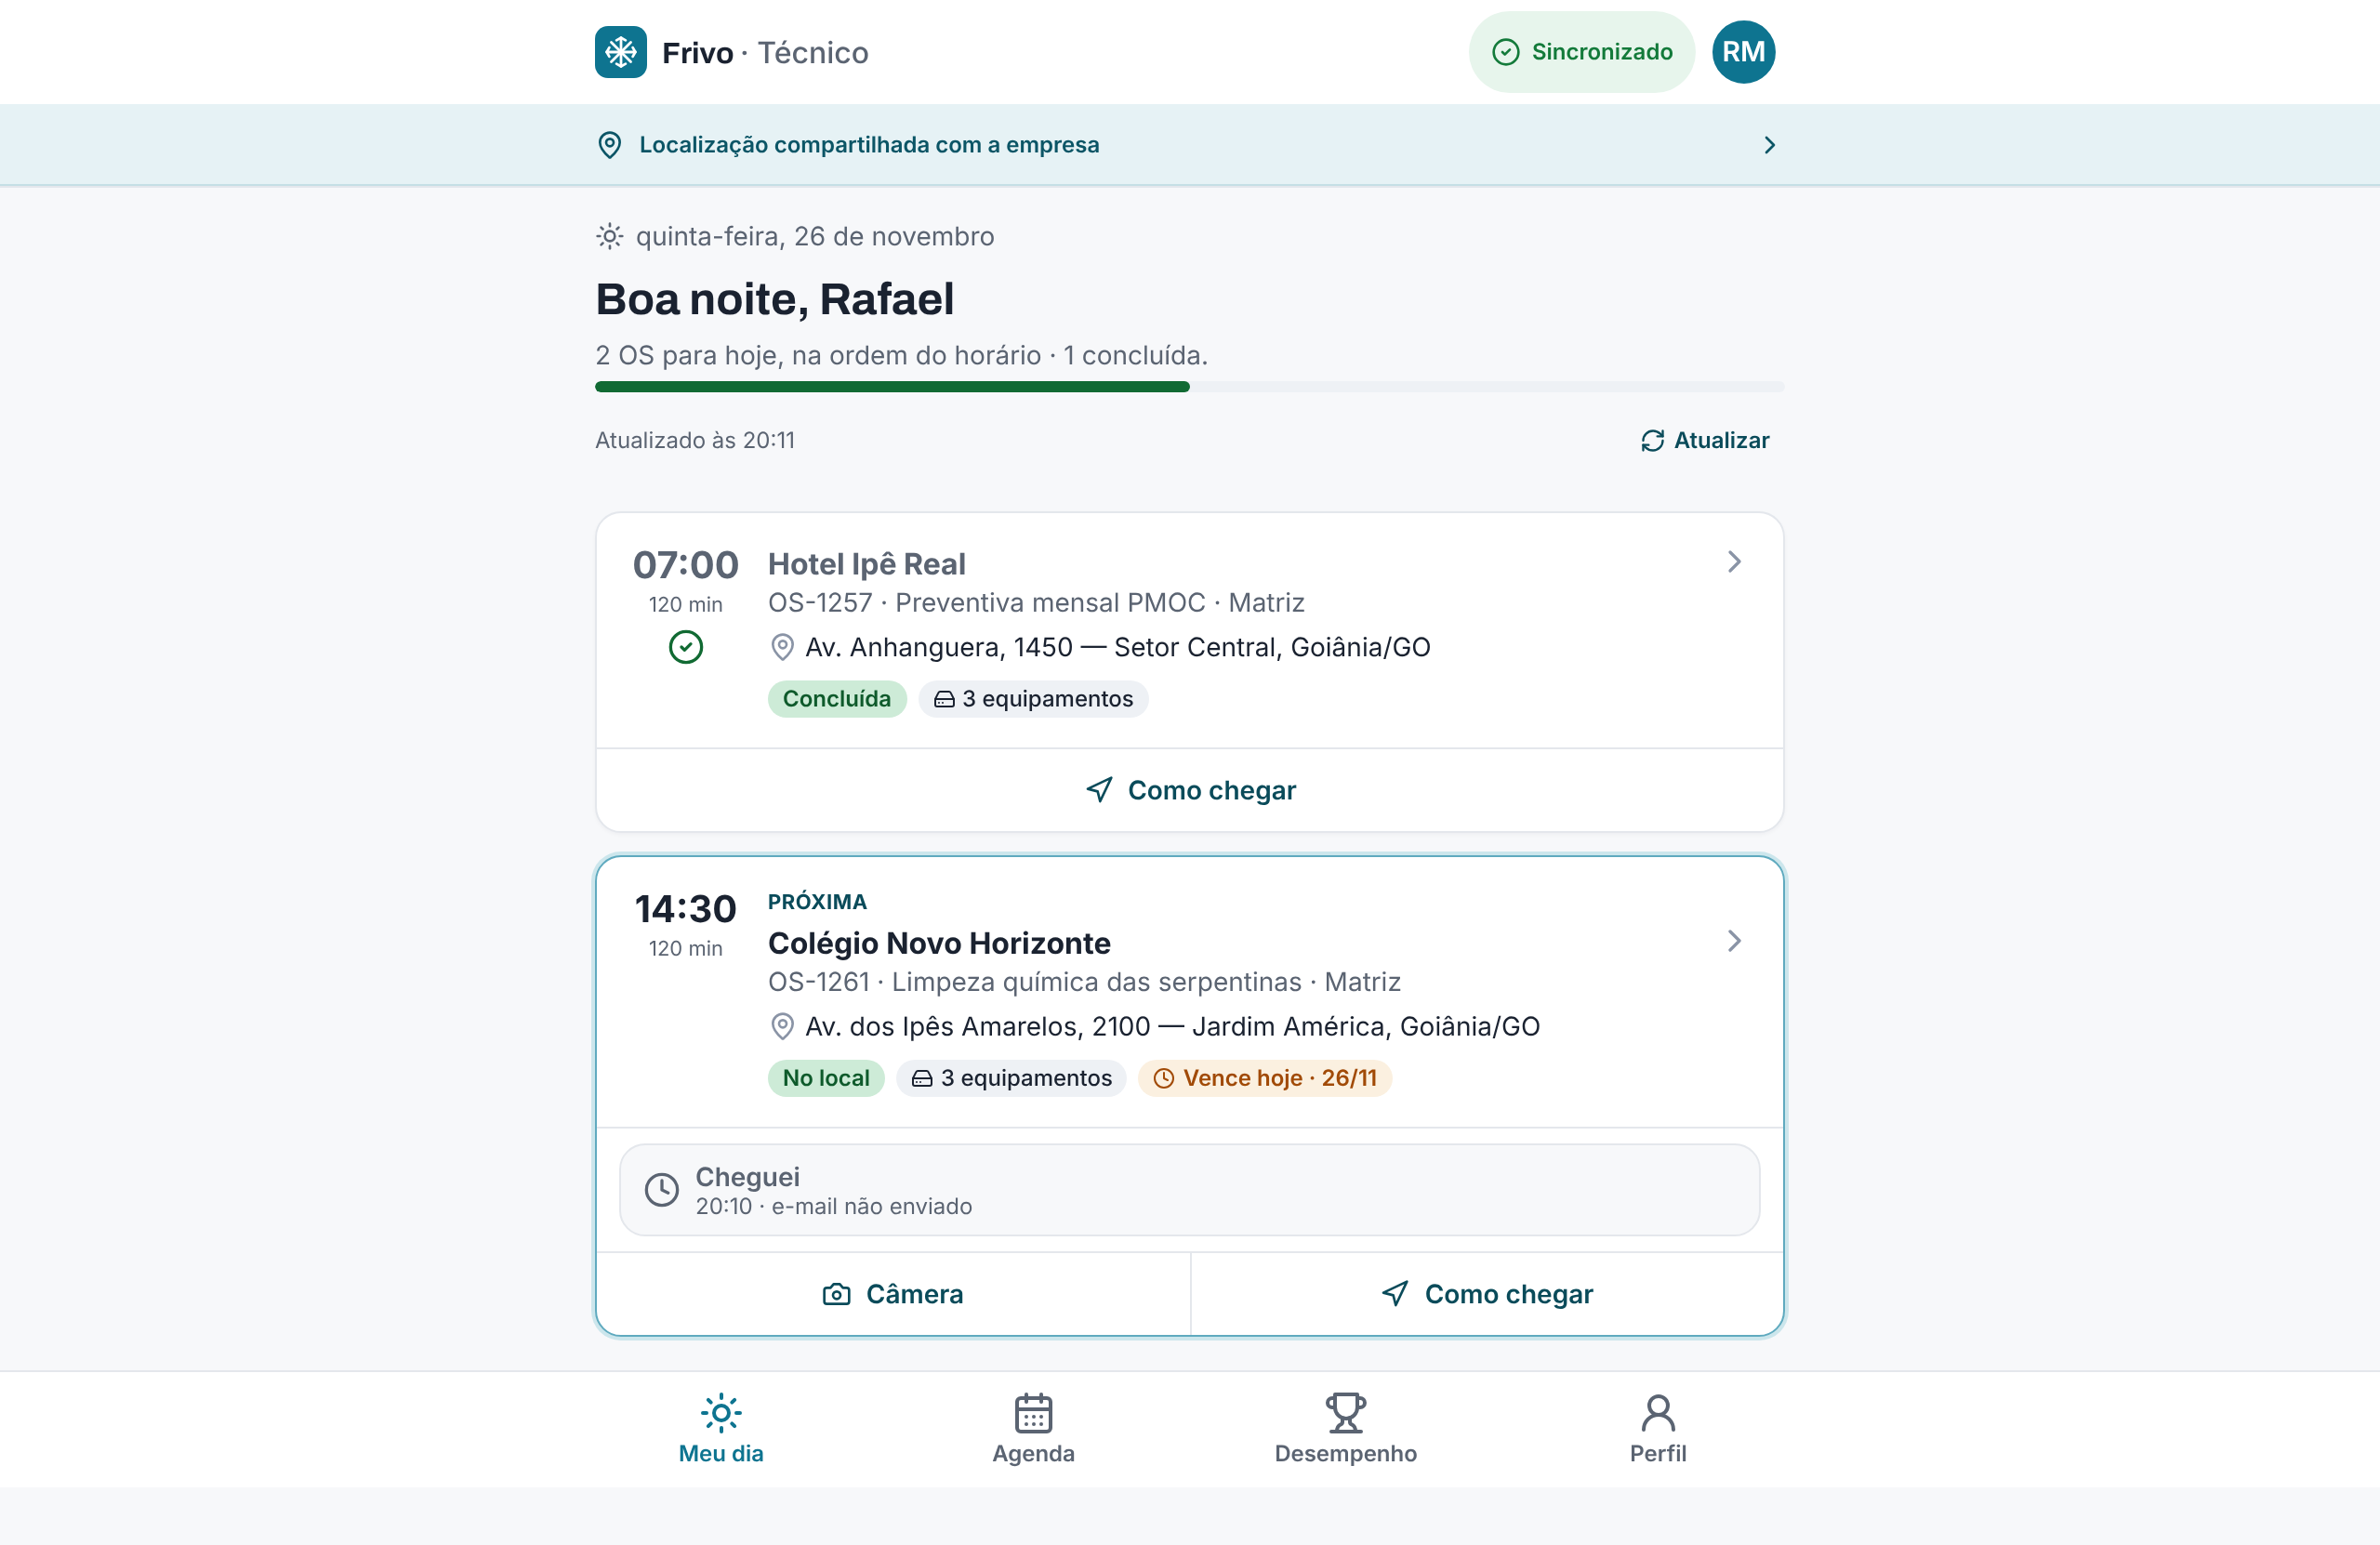 Frivo · Técnico
Sincronizado
RM
Localização compartilhada com a empresa
quinta-feira, 26 de novembro
Boa noite, Rafael
2 OS para hoje, na ordem do horário · 1 concluída.
Atualizado às 20:11
Atualizar
07:00
120 min
Hotel Ipê Real
OS-1257 · Preventiva mensal PMOC · Matriz
Av. Anhanguera, 1450 — Setor Central, Goiânia/GO
Concluída
3 equipamentos
Como chegar
14:30
120 min
PRÓXIMA
Colégio Novo Horizonte
OS-1261 · Limpeza química das serpentinas · Matriz
Av. dos Ipês Amarelos, 2100 — Jardim América, Goiânia/GO
No local
3 equipamentos
Vence hoje · 26/11
Cheguei
20:10 · e-mail não enviado
Câmera
Como chegar
Meu dia
Agenda
Desempenho
Perfil